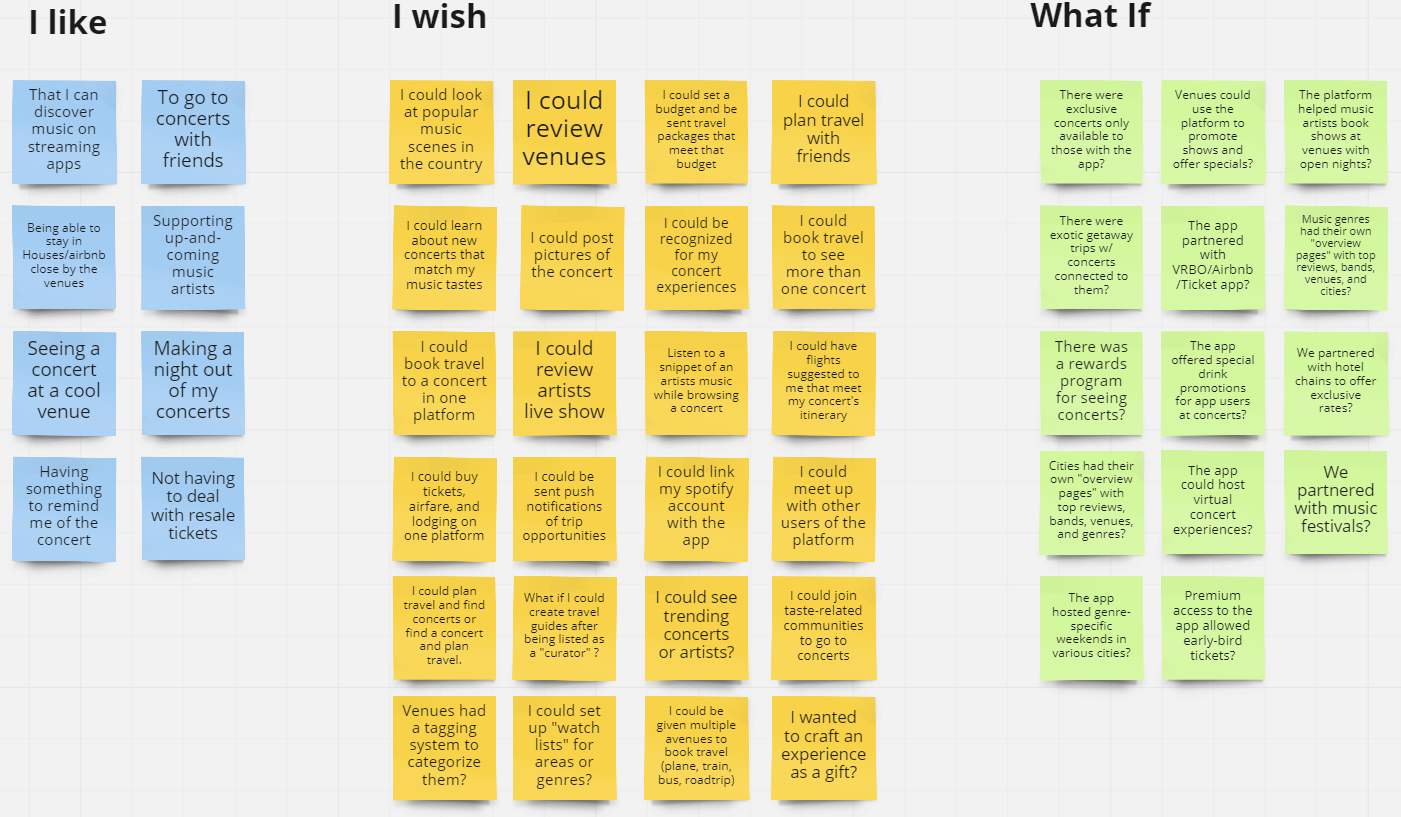 I like
That I can
discover
music on
streaming
apps
To go to
concerts
with
friends
Being able to
stay in
Houses/airbnb
close by the
venues
Supporting
up-and-
coming
music
artists
Seeing a
concert
at a cool
venue
Making a
night out
of my
concerts
Having
something
to remind
me of the
concert
Not having
to deal
with resale
tickets
I wish
I could look
at popular
music
scenes in
the country
I could
review
venues
I could set a
budget and be
sent travel
packages that
meet that
budget
I could
plan travel
with
friends
I could learn
about new
concerts that
match my
music tastes
I could post
pictures of
the concert
I could be
recognized
for my
concert
experiences
I could
book travel
to see
more than
one concert
I could
book travel
to a concert
in one
platform
I could
review
artists
live show
Listen to a
snippet of an
artists music
while browsing
a concert
I could have
flights
suggested to
me that meet
my concert's
itinerary
I could buy
tickets,
airfare, and
lodging on
one platform
I could be
sent push
notifications
of trip
opportunities
I could link
my spotify
account
with the
app
I could
meet up
with other
users of the
platform
I could plan
travel and find
concerts or
find a concert
and plan
travel.
What if I could
create travel
guides after
being listed as
a "curator" ?
I could see
trending
concerts
or artists?
I could join
taste-related
communities
to go to
concerts
Venues had
a tagging
system to
categorize
them?
I could set
up "watch
lists" for
areas or
genres?
I could be
given multiple
avenues to
book travel
(plane, train,
bus, roadtrip)
I wanted
to craft an
experience
as a gift?
What If
There were
exclusive
concerts only
available to
those with the
app?
Venues could
use the
platform to
promote
shows and
offer specials?
The platform
helped music
artists book
shows at
venues with
open nights?
There were
exotic getaway
trips w/
concerts
connected to
them?
The app
partnered
with
VRBO/Airbnb
/Ticket app?
Music genres
had their own
"overview
pages" with top
reviews, bands,
venues, and
cities?
There was
a rewards
program
for seeing
concerts?
The app
offered special
drink
promotions
for app users
at concerts?
We partnered
with hotel
chains to offer
exclusive
rates?
Cities had their
own "overview
pages" with
top reviews,
bands, venues,
and genres?
The app
could host
virtual
concert
experiences?
We
partnered
with music
festivals?
The app
hosted genre-
specific
weekends in
various cities?
Premium
access to the
app allowed
early-bird
tickets?